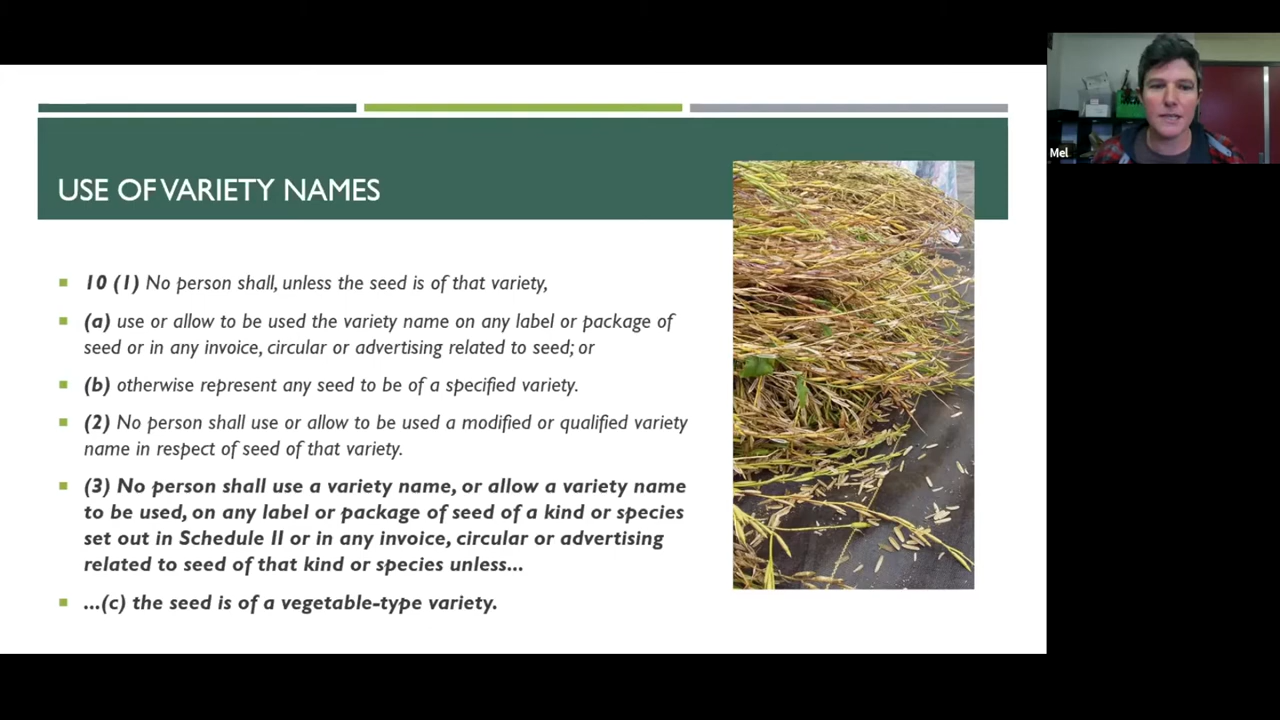 USE OF VARIETY NAMES
10 (1) No person shall, unless the seed is of that variety,
(a) use or allow to be used the variety name on any label or package of
seed or in any invoice, circular or advertising related to seed; or
(b) otherwise represent any seed to be of a specified variety.
(2) No person shall use or allow to be used a modified or qualified variety
name in respect of seed of that variety.
(3) No person shall use a variety name, or allow a variety name
to be used, on any label or package of seed of a kind or species
set out in Schedule II or in any invoice, circular or advertising
related to seed of that kind or species unless...
...(c) the seed is of a vegetable-type variety.
Mel